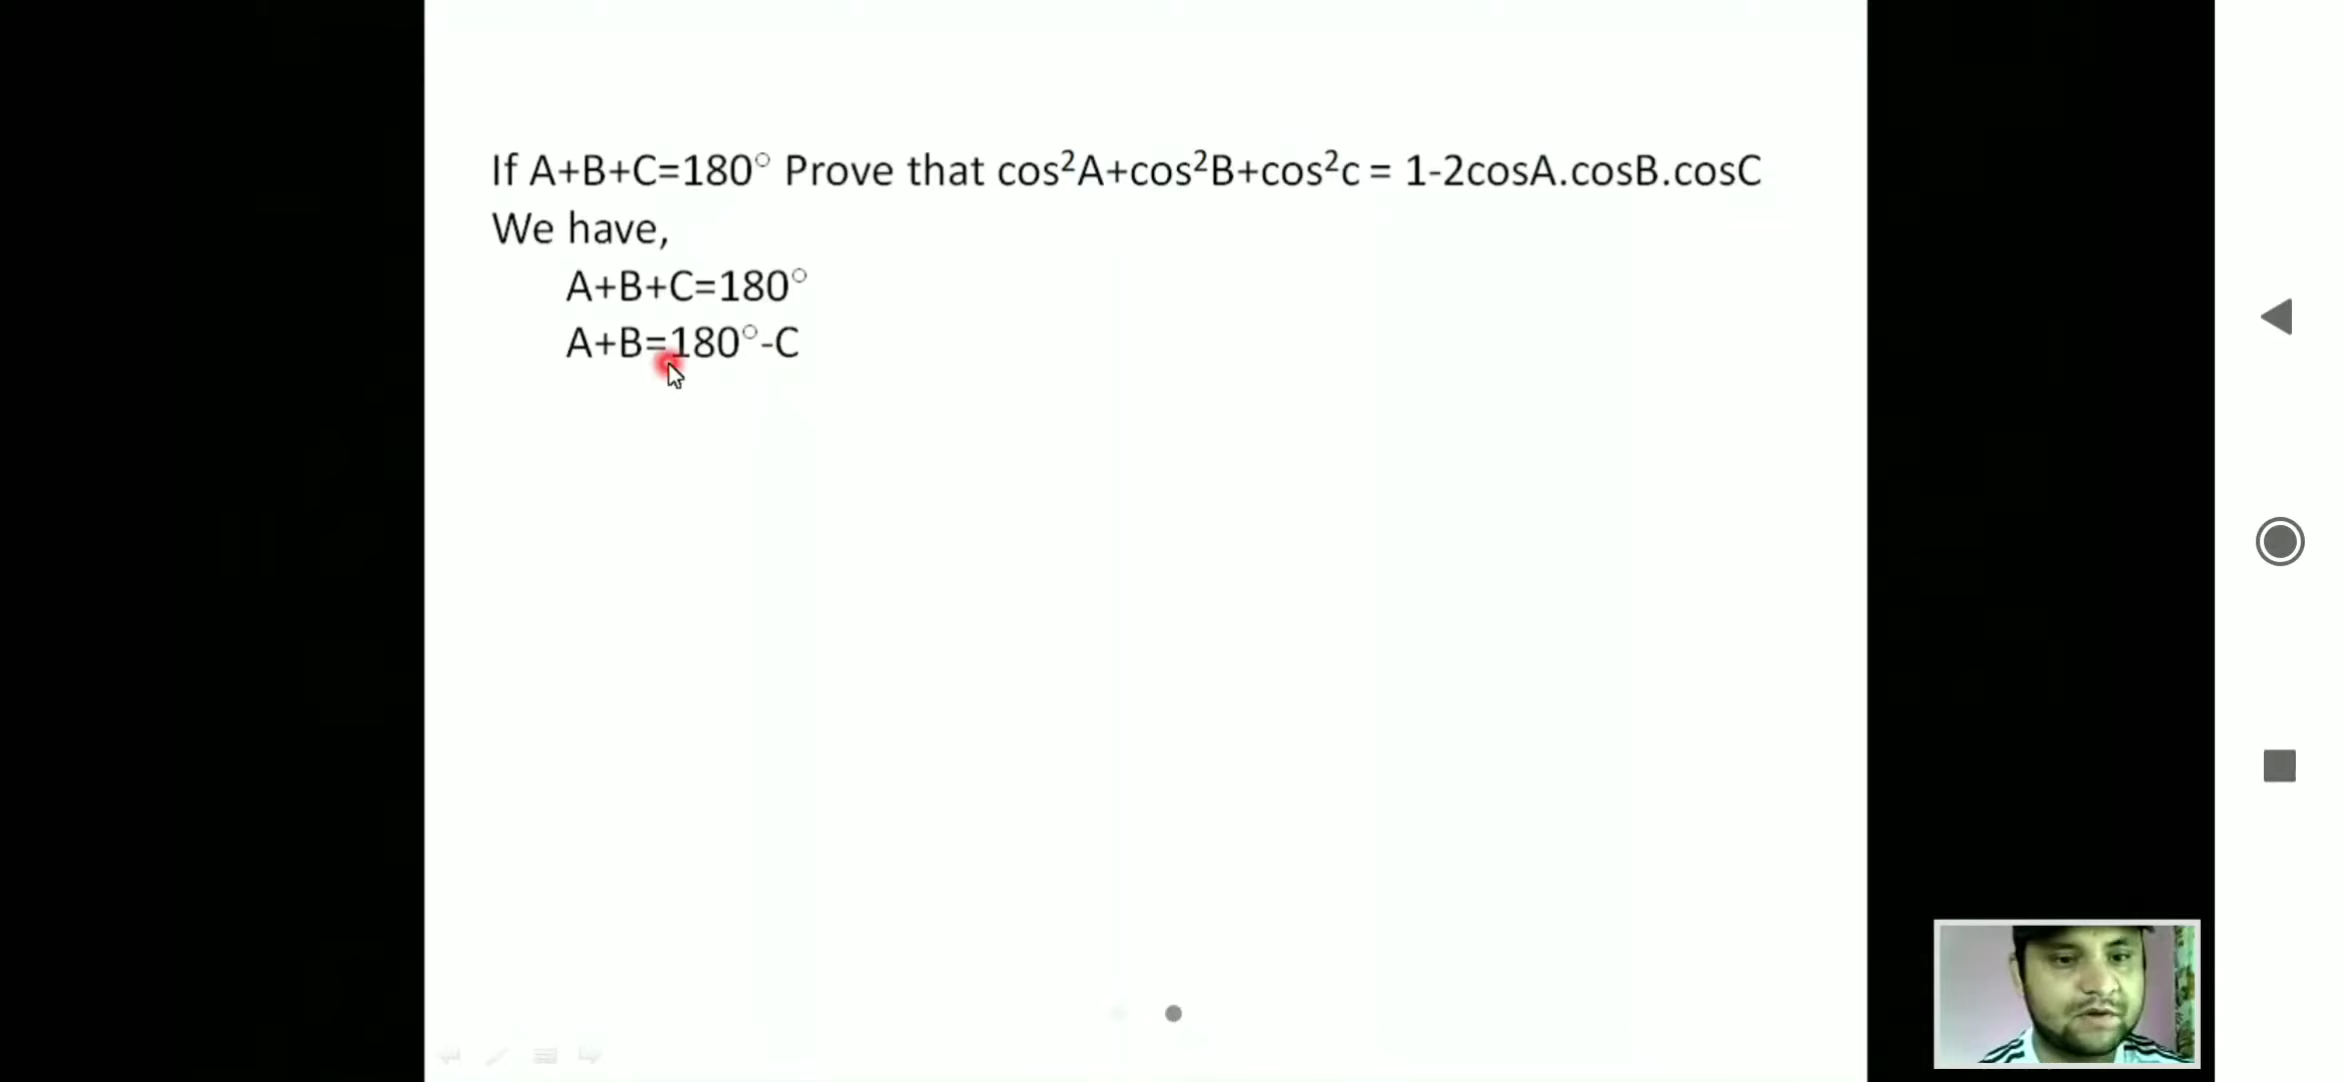 If A+B+C=180° Prove that cos²A+cos²B+cos²c = 1-2cosA.cosB.cosC
We have,
A+B+C=180°
A+B=180°-C